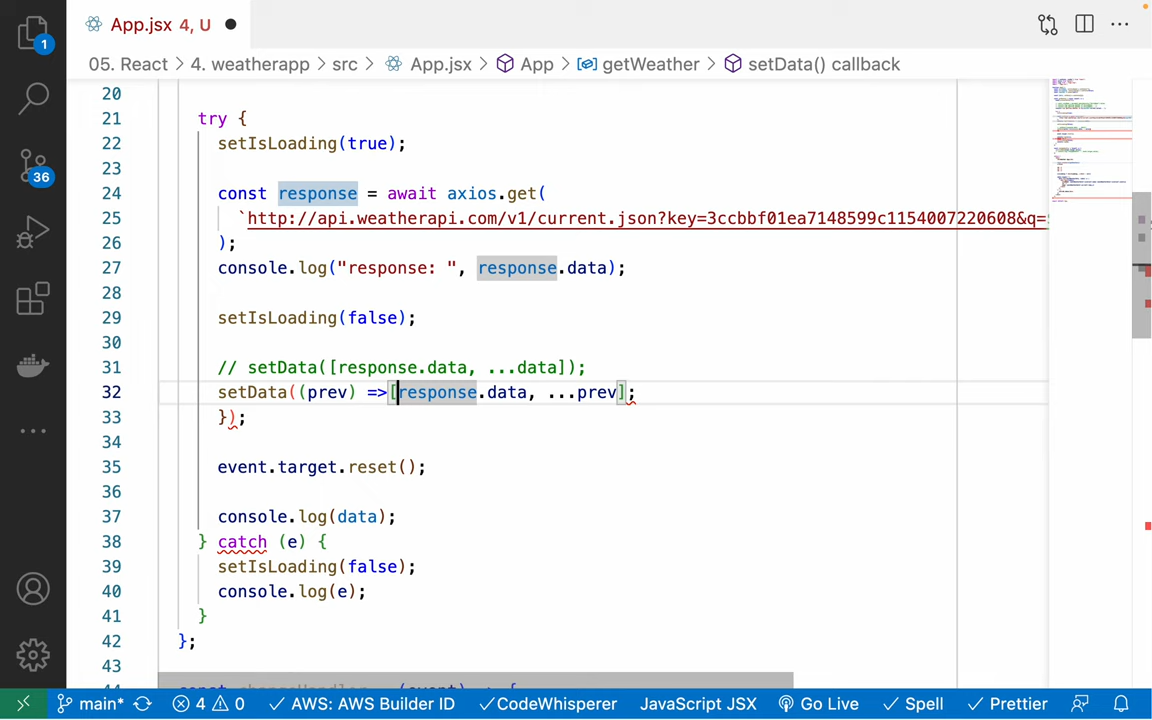 1
App.jsx 4, U
05. React > 4. weatherapp > src > App.jsx > App > getWeather > setData() callback
20
21 try {
22 setIsLoading(true);
23
24 const response = await axios.get(
25 `http://api.weatherapi.com/v1/current.json?key=3ccbbf01ea7148599c1154007220608&q=
26 );
27 console.log("response: ", response.data);
28
29 setIsLoading(false);
30
31 // setData([response.data, ...data]);
32 setData((prev) =>[response.data, ...prev];
33 });
34
35 event.target.reset();
36
37 console.log(data);
38 } catch (e) {
39 setIsLoading(false);
40 console.log(e);
41 }
42 };
43
36
main* 4 0 AWS: AWS Builder ID CodeWhisperer JavaScript JSX Go Live Spell Prettier